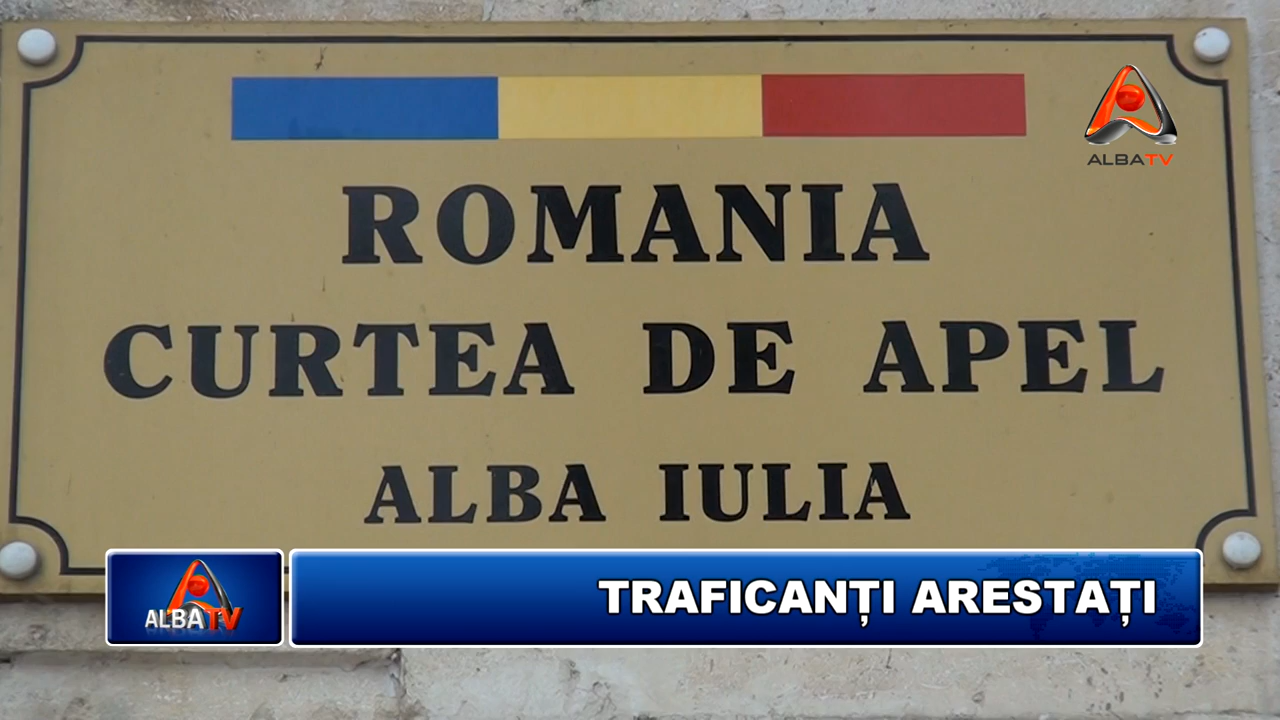 ALBATV
ROMANIA
CURTEA DE APEL
ALBA IULIA
ALBATV
TRAFICANȚI ARESTAȚI